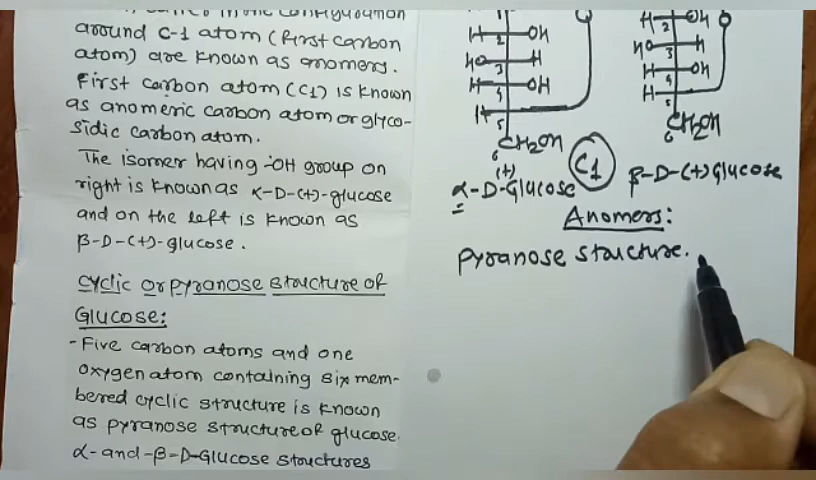 around C-1 atom (first carbon
atom) are known as anomers.
First carbon atom (C1) is known
as anomeric carbon atom or glyco-
sidic carbon atom.
The isomer having -OH group on
right is known as α-D-(+)-glucose
and on the left is known as
β-D-(+)-glucose.
Cyclic or pyranose structure of
Glucose:
- Five carbon atoms and one
oxygen atom containing six mem-
bered cyclic structure is known
as pyranose structure of glucose.
α-and-β-D-Glucose structures
1
H 2 OH
HO 3 H
H 4 OH
H 5
6 CH2OH
(+)
α-D-Glucose
C1
O
1
H 2 OH O
HO 3 H
H 4 OH
H 5
6 CH2OH
β-D-(+) Glucose
Anomers:
Pyranose structure.